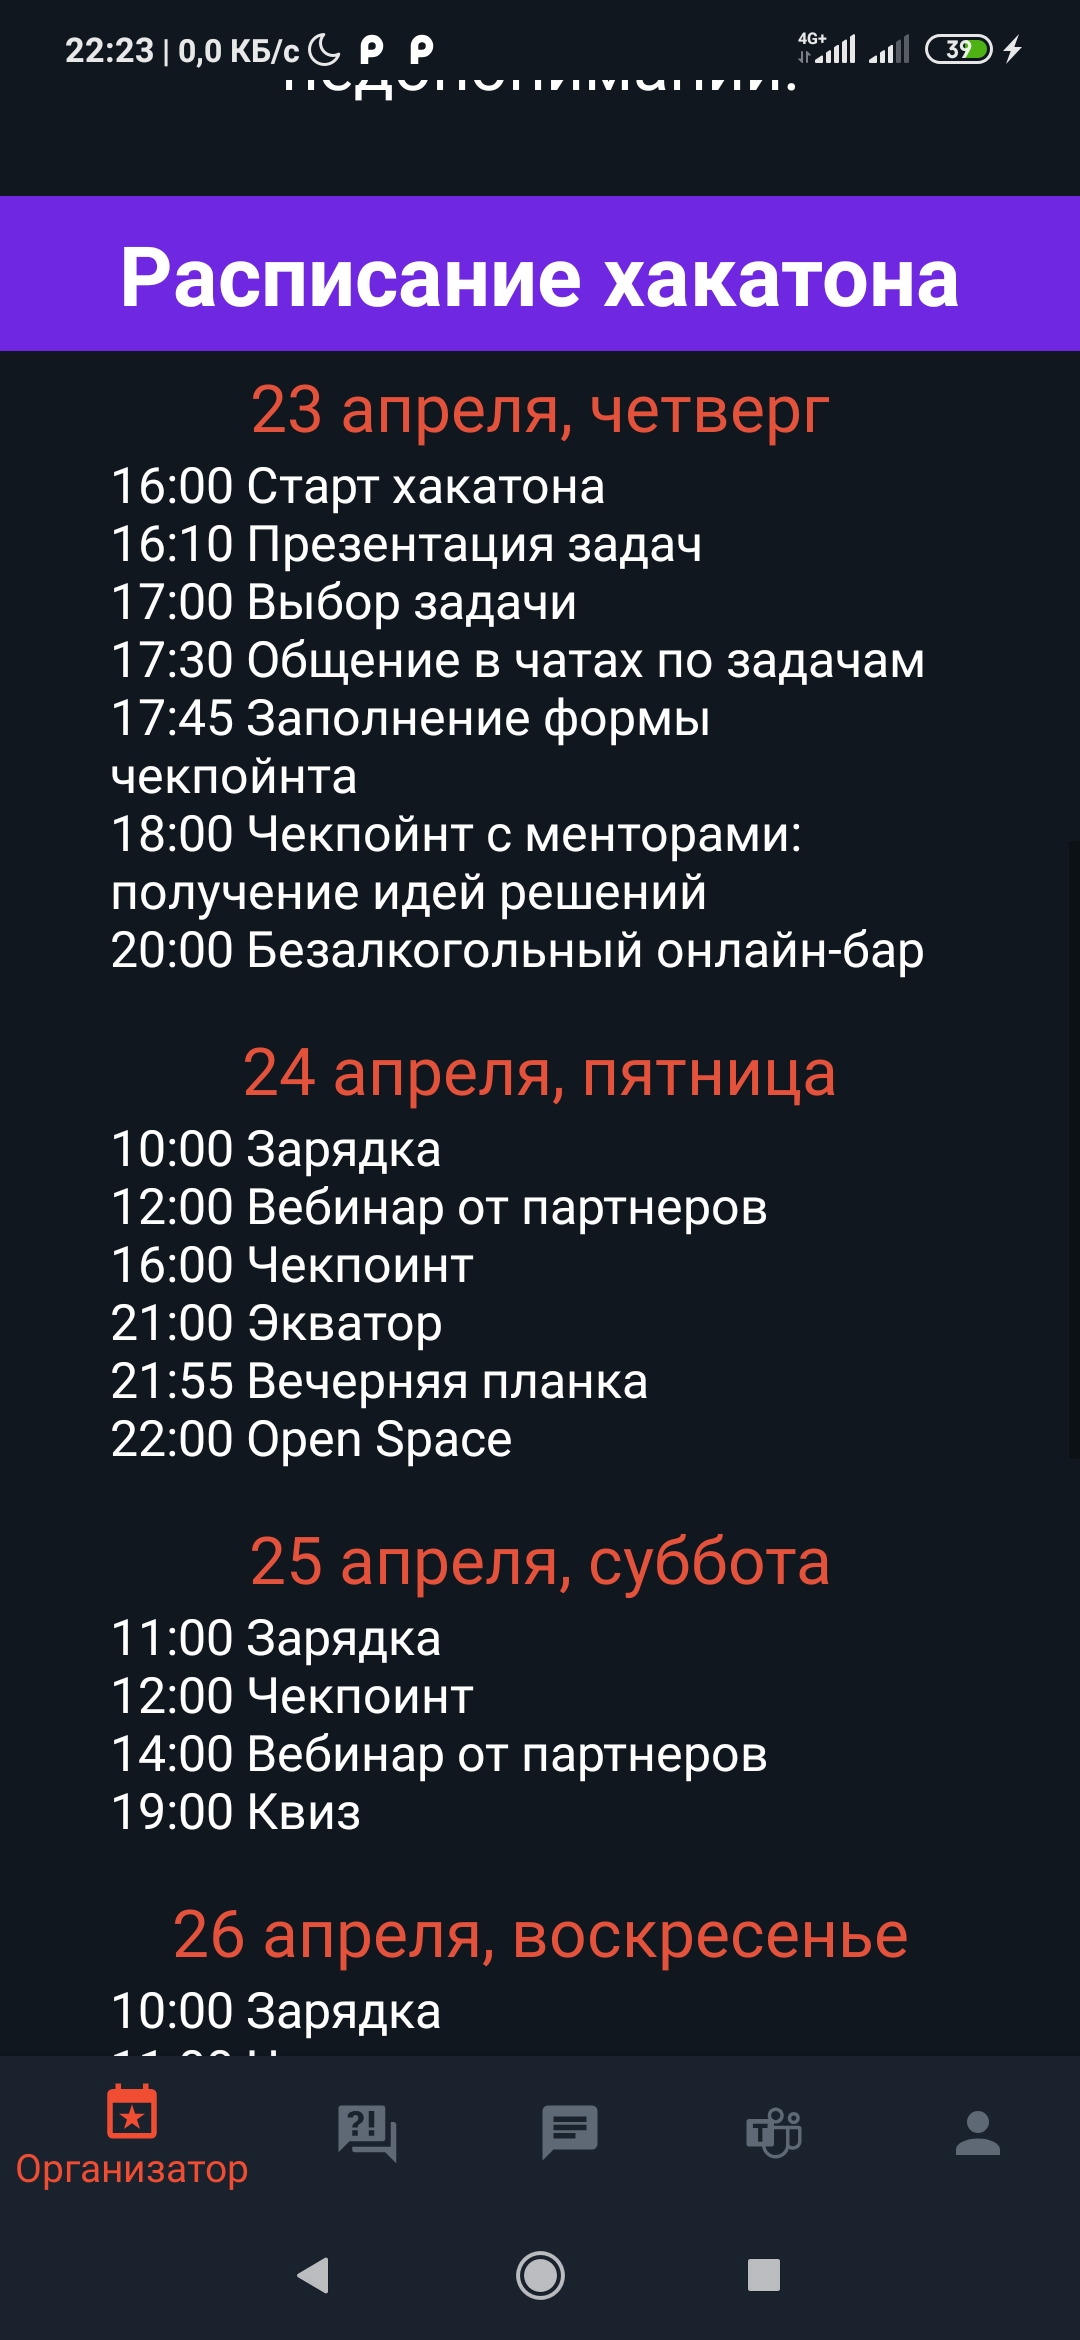 22:23 | 0,0 КБ/с
4G+
39
недопониманий.
Расписание хакатона
23 апреля, четверг
16:00 Старт хакатона
16:10 Презентация задач
17:00 Выбор задачи
17:30 Общение в чатах по задачам
17:45 Заполнение формы
чекпойнта
18:00 Чекпойнт с менторами:
получение идей решений
20:00 Безалкогольный онлайн-бар
24 апреля, пятница
10:00 Зарядка
12:00 Вебинар от партнеров
16:00 Чекпоинт
21:00 Экватор
21:55 Вечерняя планка
22:00 Open Space
25 апреля, суббота
11:00 Зарядка
12:00 Чекпоинт
14:00 Вебинар от партнеров
19:00 Квиз
26 апреля, воскресенье
10:00 Зарядка
?!
T
Организатор